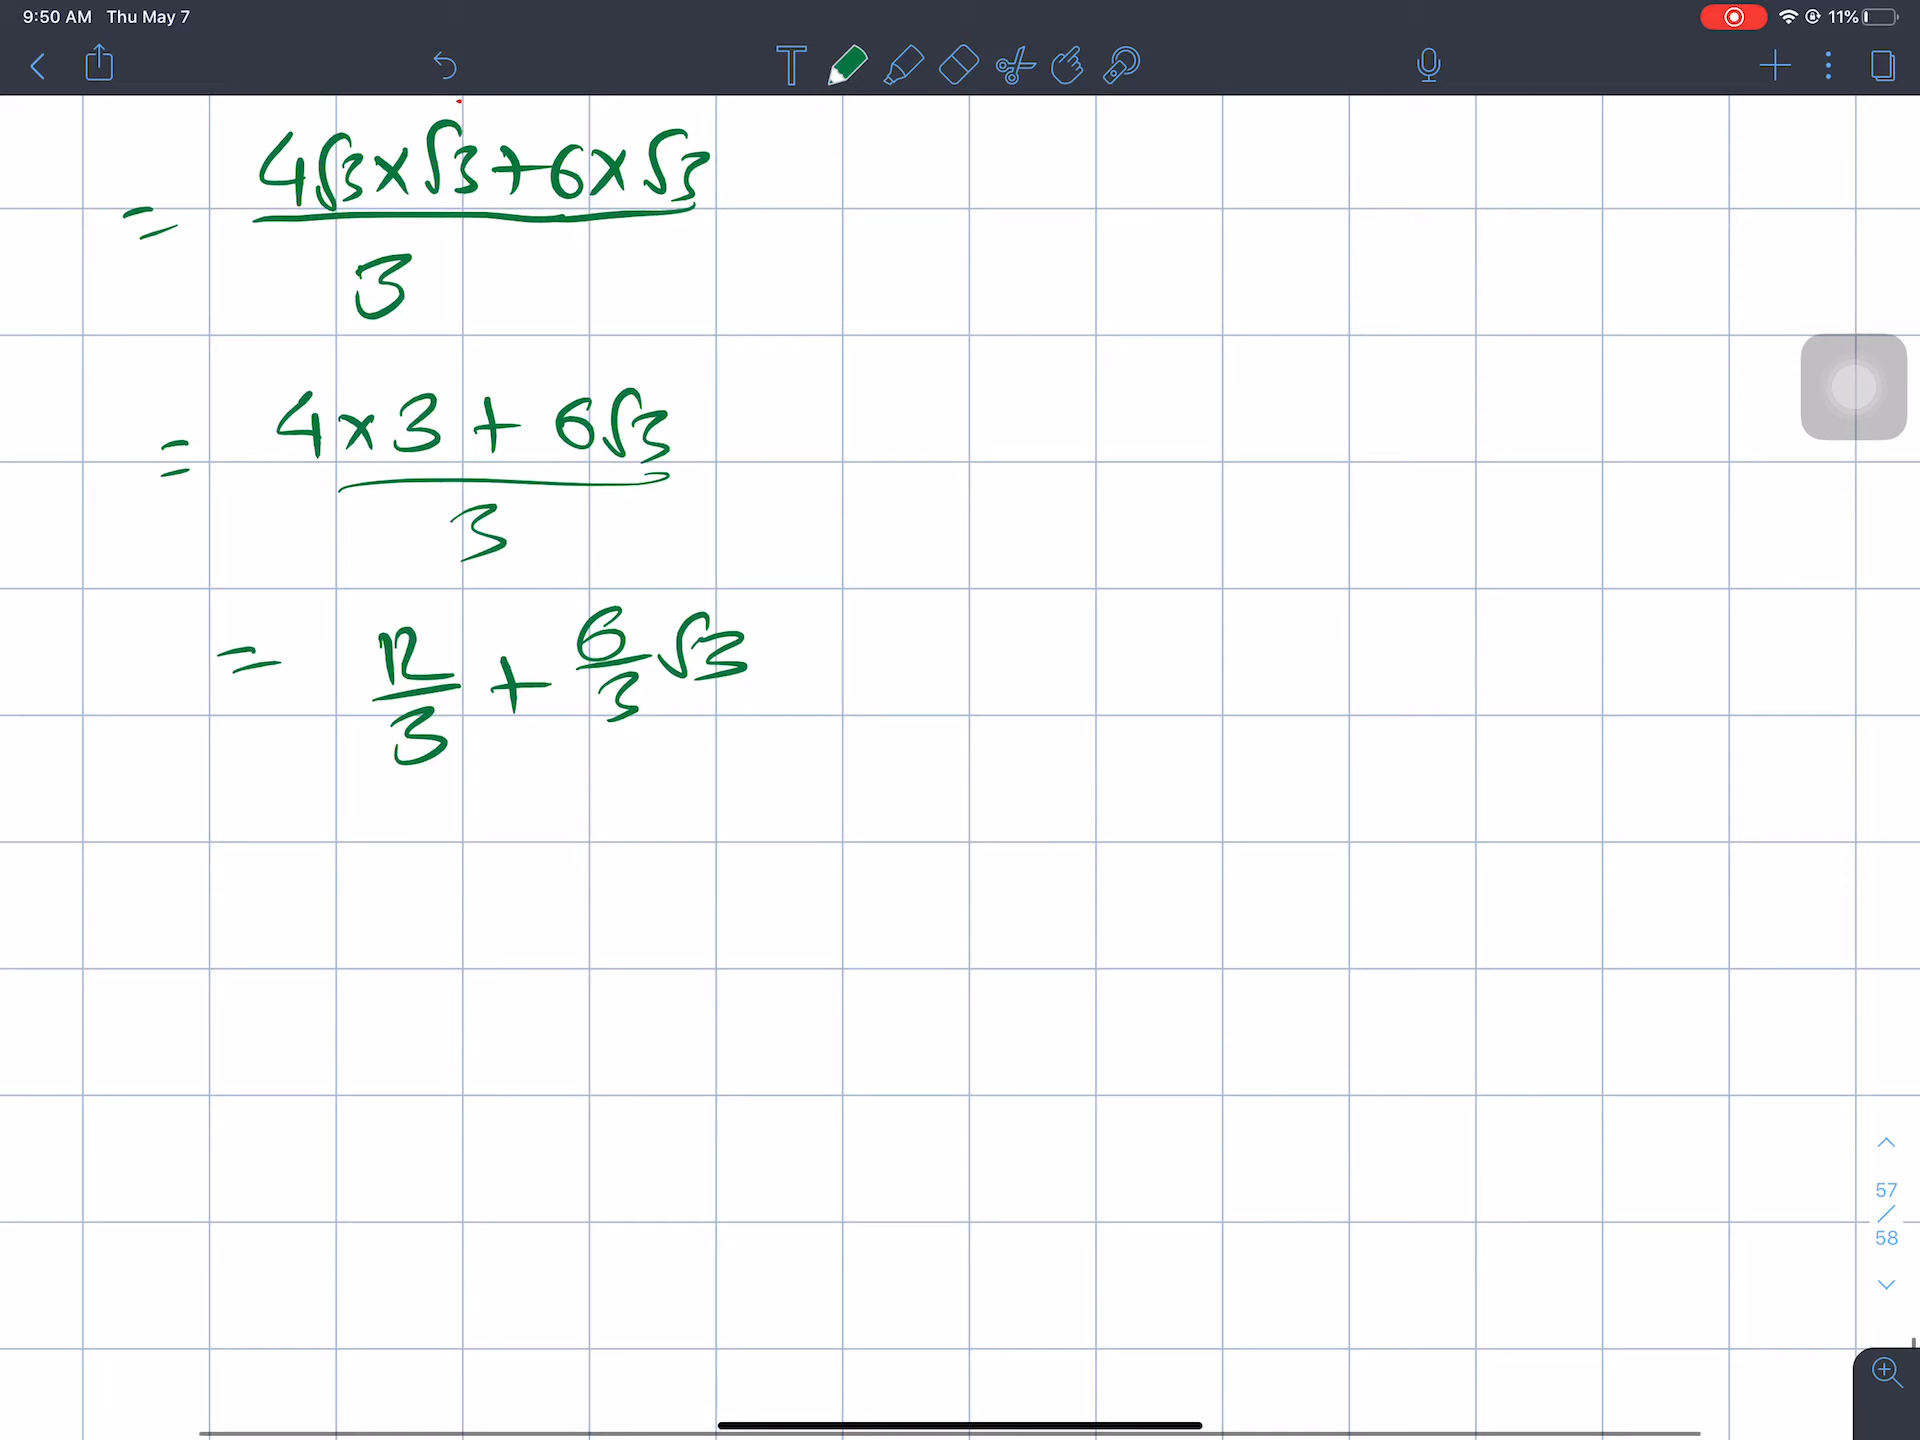 9:50 AM Thu May 7 11%
= (4√3×√3+6×√3)/3
= (4×3+6√3)/3
= 12/3 + 6/3 √3
57
/
58